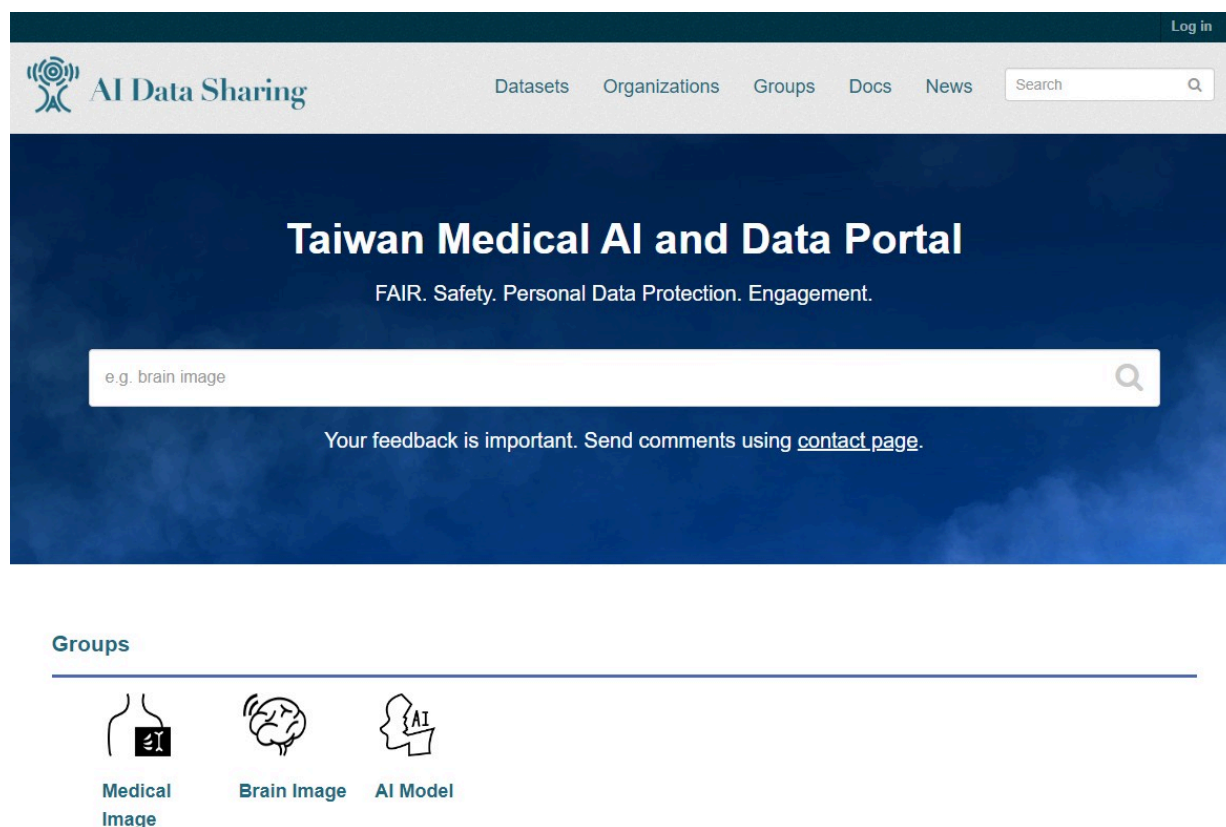 Log in
AI Data Sharing
Datasets Organizations Groups Docs News Search
Taiwan Medical AI and Data Portal
FAIR. Safety. Personal Data Protection. Engagement.
e.g. brain image
Your feedback is important. Send comments using contact page.
Groups
AI
Medical Image
Brain Image
AI Model